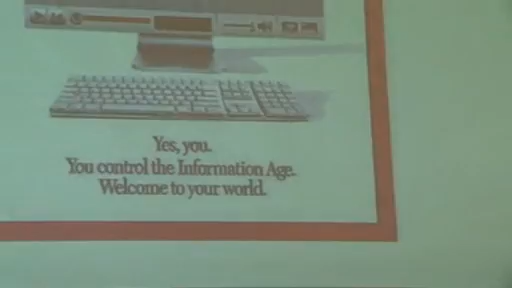 Yes, you.
You control the Information Age.
Welcome to your world.